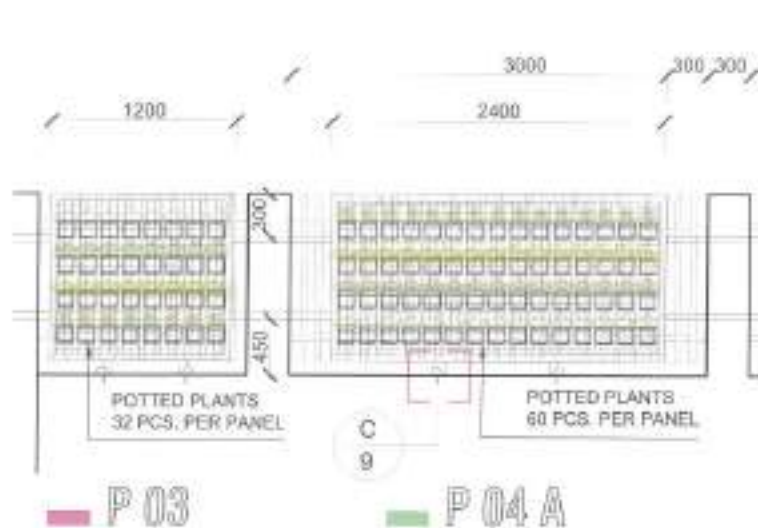 3000
300 300
1200
2400
300
450
POTTED PLANTS
32 PCS. PER PANEL
POTTED PLANTS
60 PCS. PER PANEL
C
9
P 03
P 04 A